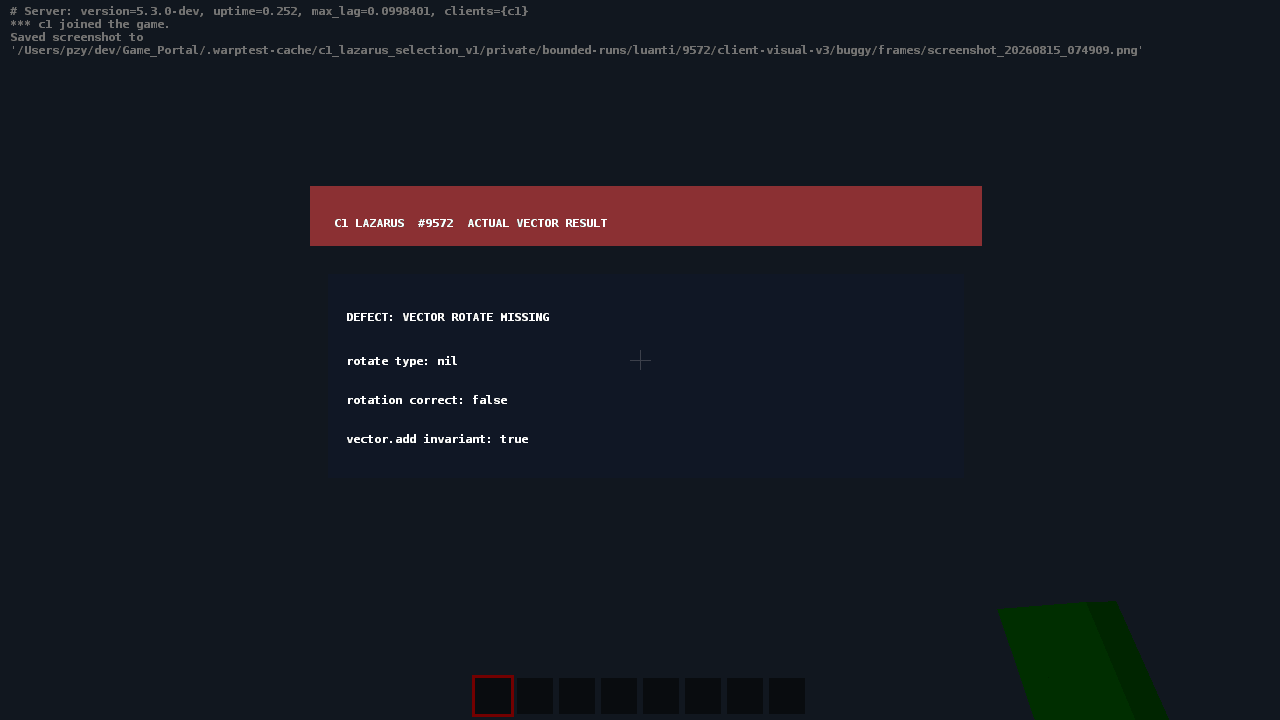 # Server: version=5.3.0-dev, uptime=0.252, max_lag=0.0998401, clients={c1}
*** c1 joined the game.
Saved screenshot to
'/Users/pzy/dev/Game_Portal/.warptest-cache/c1_lazarus_selection_v1/private/bounded-runs/luanti/9572/client-visual-v3/buggy/frames/screenshot_20260815_074909.png'
C1 LAZARUS  #9572  ACTUAL VECTOR RESULT
DEFECT: VECTOR ROTATE MISSING
rotate type: nil
rotation correct: false
vector.add invariant: true